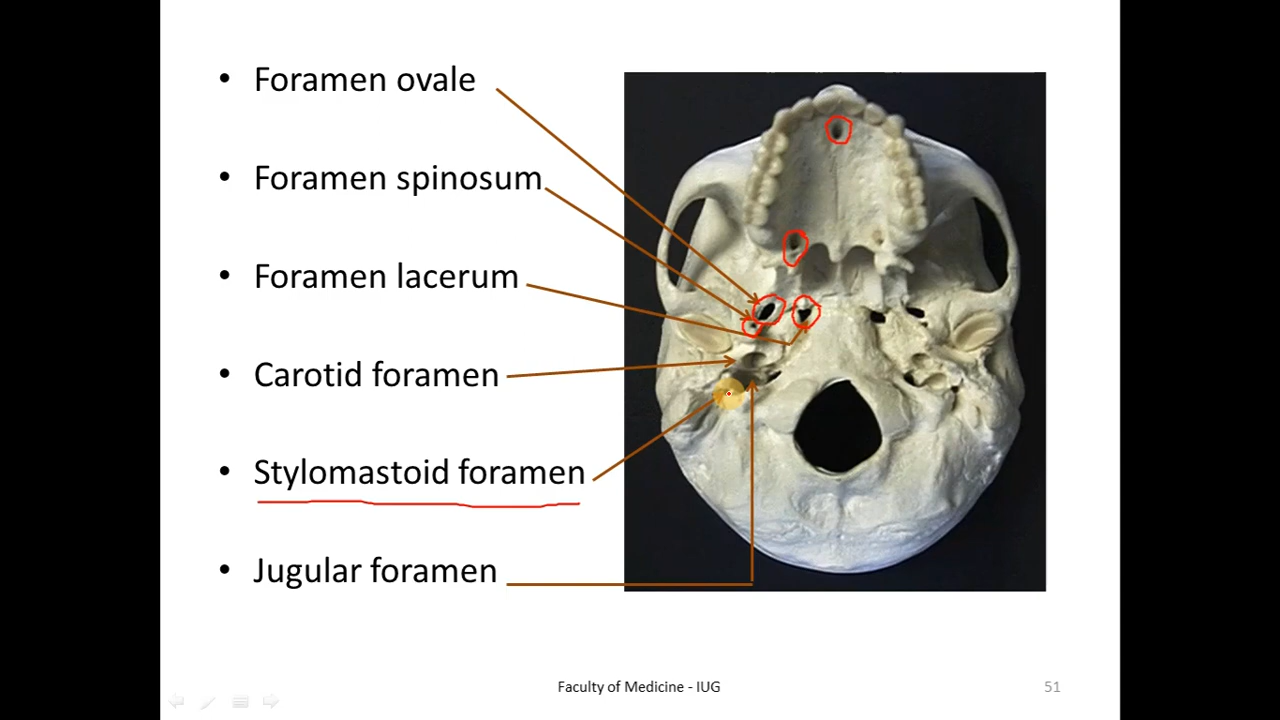 • Foramen ovale
• Foramen spinosum
• Foramen lacerum
• Carotid foramen
• Stylomastoid foramen
• Jugular foramen
Faculty of Medicine - IUG
51